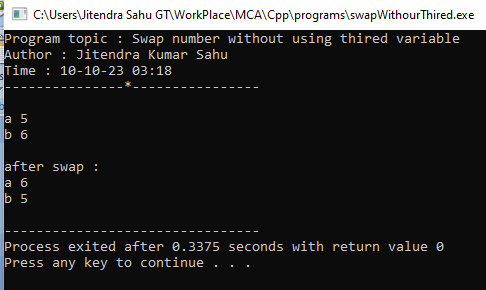 C:\Users\Jitendra Sahu GT\WorkPlace\MCA\Cpp\programs\swapWithourThired.exe
Program topic : Swap number without using thired variable
Author : Jitendra Kumar Sahu
Time : 10-10-23 03:18
---------------*----------------
a 5
b 6
after swap :
a 6
b 5
--------------------------------
Process exited after 0.3375 seconds with return value 0
Press any key to continue . . .